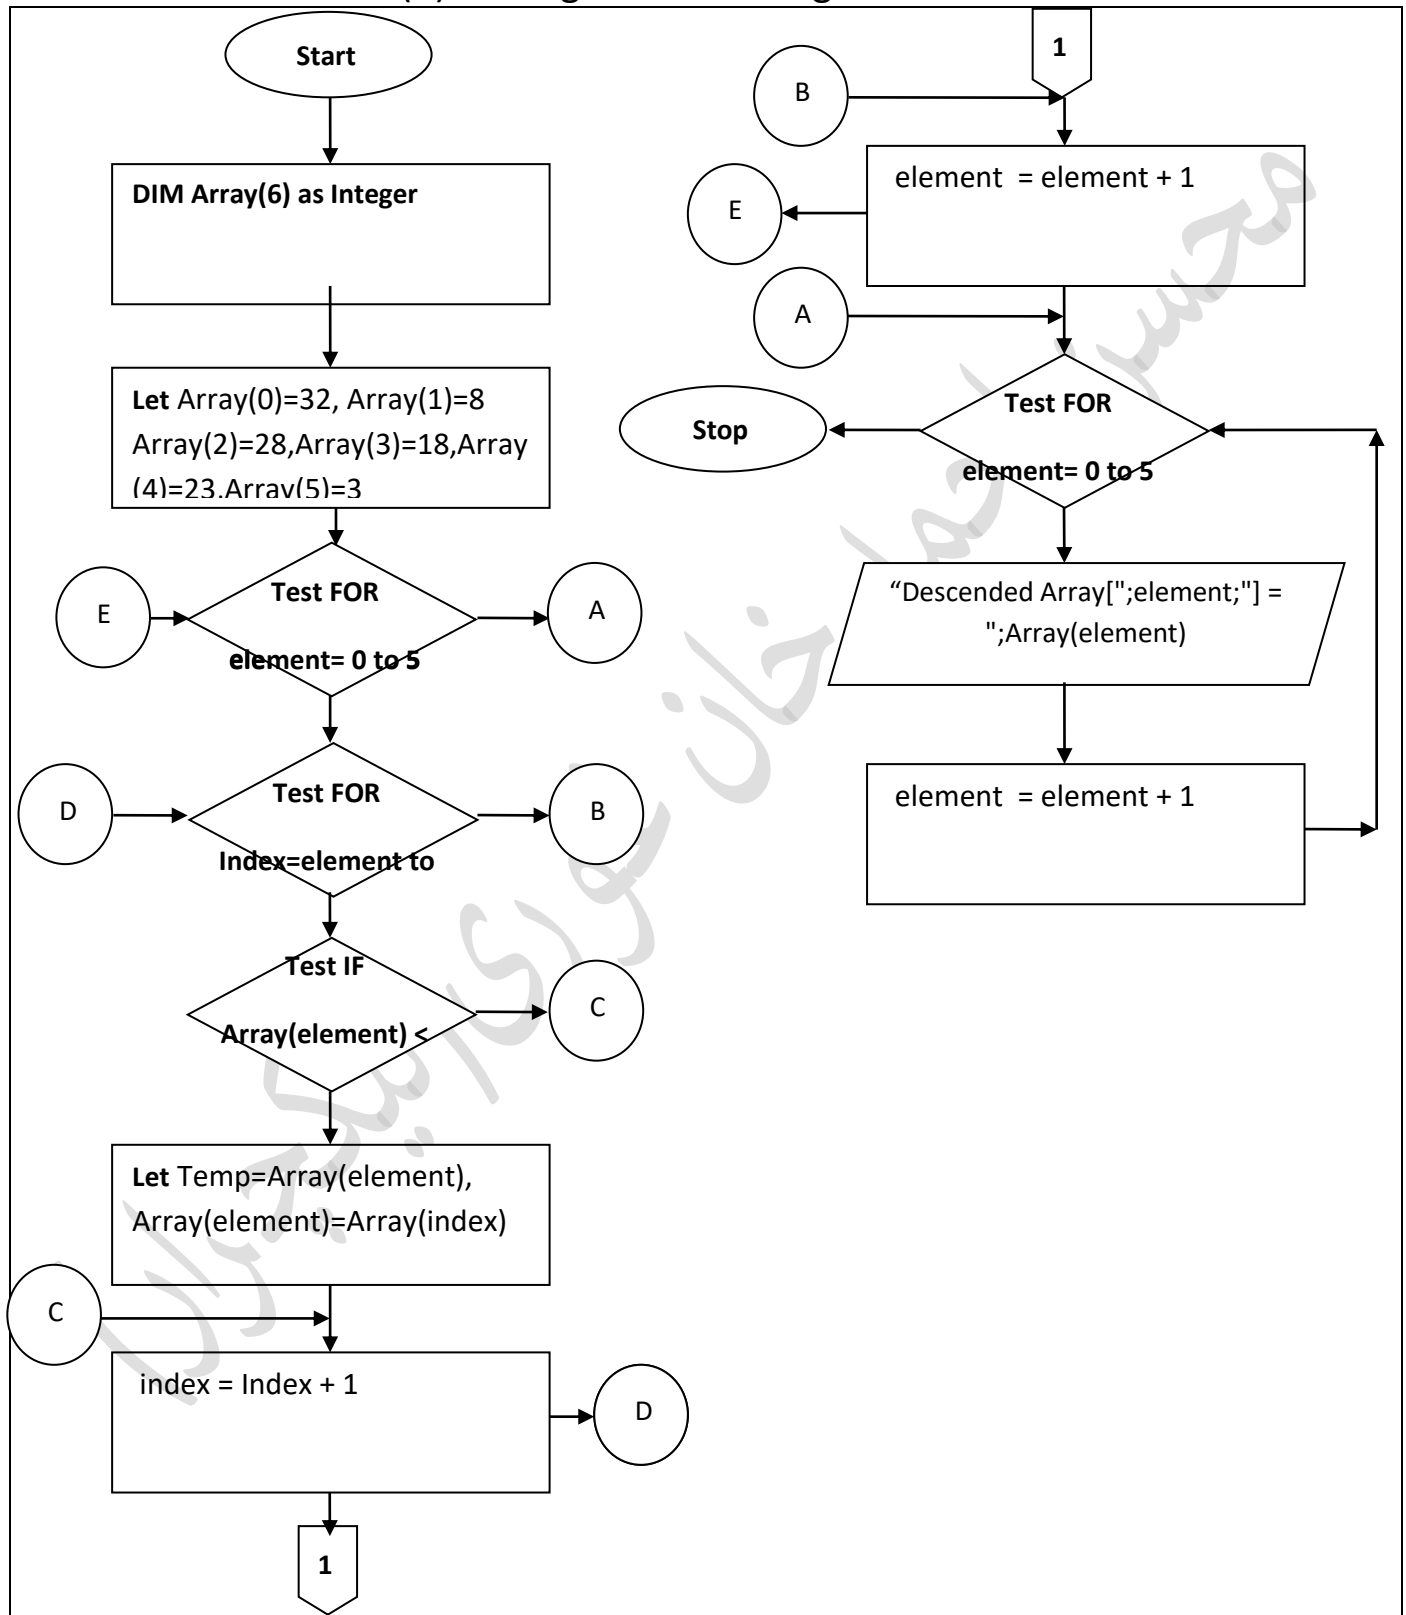 Start
DIM Array(6) as Integer
Let Array(0)=32, Array(1)=8
Array(2)=28,Array(3)=18,Array
(4)=23,Array(5)=3
E
Test FOR
element= 0 to 5
A
D
Test FOR
Index=element to
B
Test IF
Array(element) <
C
Let Temp=Array(element),
Array(element)=Array(index)
C
index = Index + 1
D
1
1
B
element = element + 1
E
A
Test FOR
element= 0 to 5
Stop
“Descended Array[";element;"] =
";Array(element)
element = element + 1